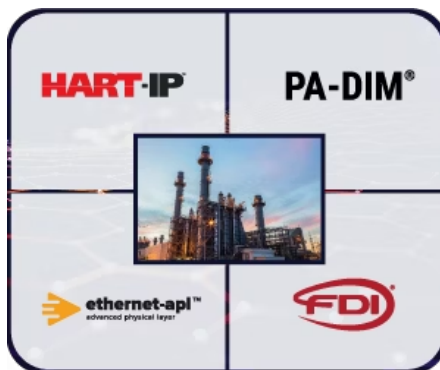 HART-IP
PA-DIM®
ethernet-apl™
advanced physical layer
FDI®